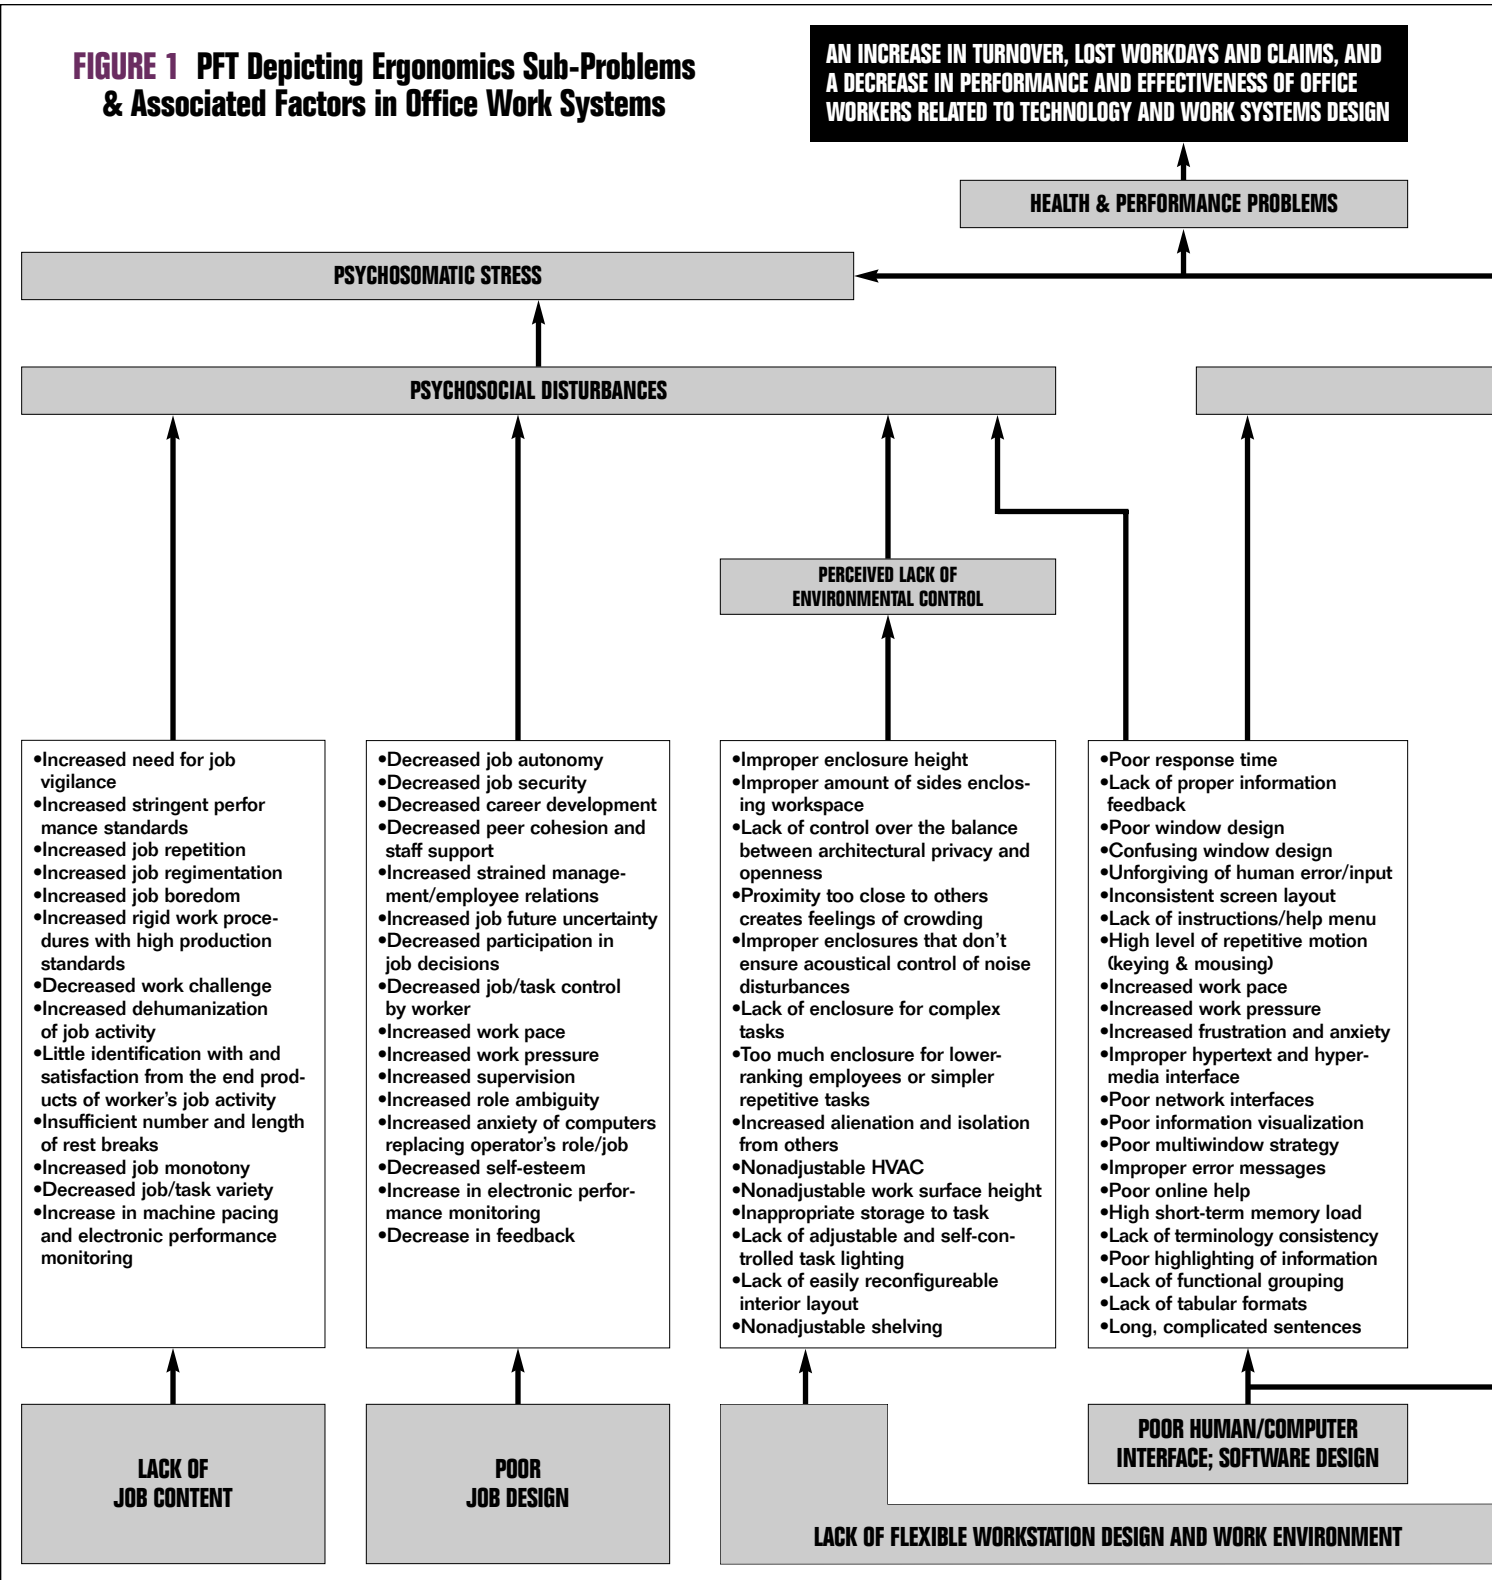 FIGURE 1 PFT Depicting Ergonomics Sub-Problems
& Associated Factors in Office Work Systems
AN INCREASE IN TURNOVER, LOST WORKDAYS AND CLAIMS, AND
A DECREASE IN PERFORMANCE AND EFFECTIVENESS OF OFFICE
WORKERS RELATED TO TECHNOLOGY AND WORK SYSTEMS DESIGN
HEALTH & PERFORMANCE PROBLEMS
PSYCHOSOMATIC STRESS
PSYCHOSOCIAL DISTURBANCES
PERCEIVED LACK OF
ENVIRONMENTAL CONTROL
•Increased need for job
vigilance
•Increased stringent perfor
mance standards
•Increased job repetition
•Increased job regimentation
•Increased job boredom
•Increased rigid work proce-
dures with high production
standards
•Decreased work challenge
•Increased dehumanization
of job activity
•Little identification with and
satisfaction from the end prod-
ucts of worker's job activity
•Insufficient number and length
of rest breaks
•Increased job monotony
•Decreased job/task variety
•Increase in machine pacing
and electronic performance
monitoring
•Decreased job autonomy
•Decreased job security
•Decreased career development
•Decreased peer cohesion and
staff support
•Increased strained manage-
ment/employee relations
•Increased job future uncertainty
•Decreased participation in
job decisions
•Decreased job/task control
by worker
•Increased work pace
•Increased work pressure
•Increased supervision
•Increased role ambiguity
•Increased anxiety of computers
replacing operator's role/job
•Decreased self-esteem
•Increase in electronic perfor-
mance monitoring
•Decrease in feedback
•Improper enclosure height
•Improper amount of sides enclos-
ing workspace
•Lack of control over the balance
between architectural privacy and
openness
•Proximity too close to others
creates feelings of crowding
•Improper enclosures that don't
ensure acoustical control of noise
disturbances
•Lack of enclosure for complex
tasks
•Too much enclosure for lower-
ranking employees or simpler
repetitive tasks
•Increased alienation and isolation
from others
•Nonadjustable HVAC
•Nonadjustable work surface height
•Inappropriate storage to task
•Lack of adjustable and self-con-
trolled task lighting
•Lack of easily reconfigureable
interior layout
•Nonadjustable shelving
•Poor response time
•Lack of proper information
feedback
•Poor window design
•Confusing window design
•Unforgiving of human error/input
•Inconsistent screen layout
•Lack of instructions/help menu
•High level of repetitive motion
(keying & mousing)
•Increased work pace
•Increased work pressure
•Increased frustration and anxiety
•Improper hypertext and hyper-
media interface
•Poor network interfaces
•Poor information visualization
•Poor multiwindow strategy
•Improper error messages
•Poor online help
•High short-term memory load
•Lack of terminology consistency
•Poor highlighting of information
•Lack of functional grouping
•Lack of tabular formats
•Long, complicated sentences
LACK OF
JOB CONTENT
POOR
JOB DESIGN
POOR HUMAN/COMPUTER
INTERFACE; SOFTWARE DESIGN
LACK OF FLEXIBLE WORKSTATION DESIGN AND WORK ENVIRONMENT